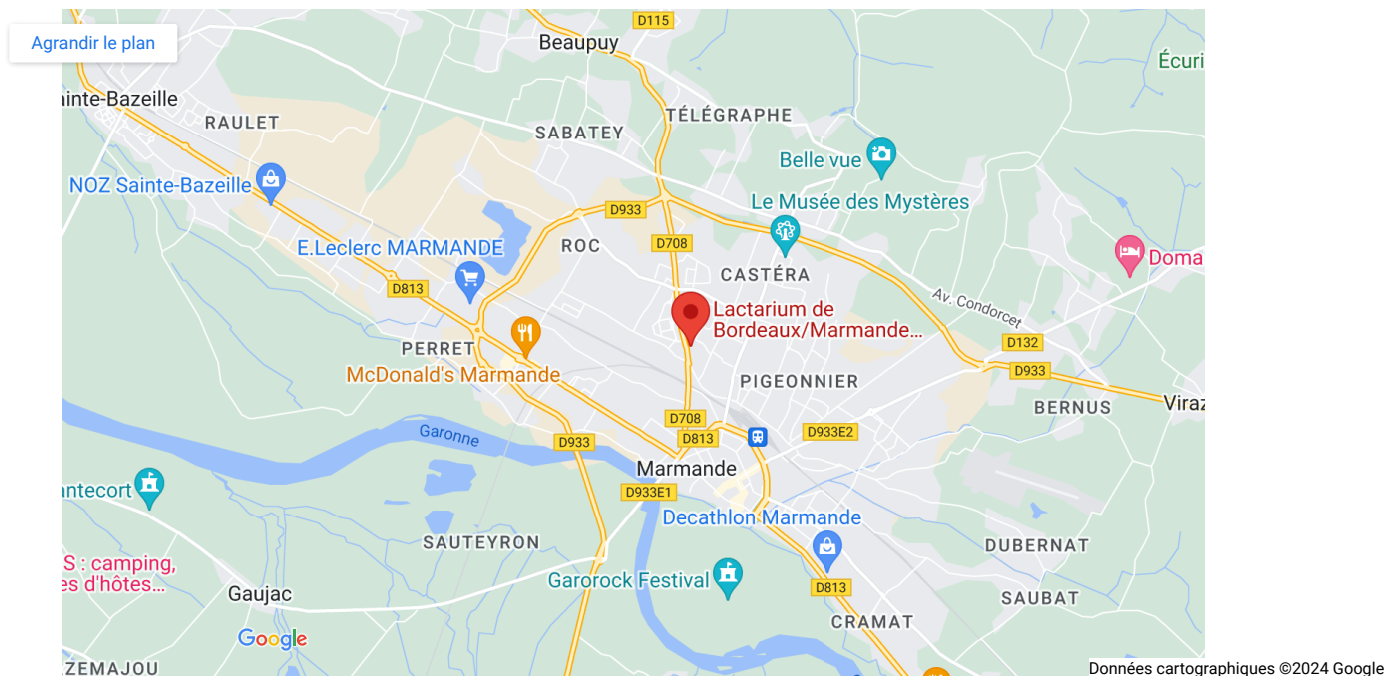 D115
Agrandir le plan
Beaupuy
Écuri
ainte-Bazeille
RAULET
TÉLÉGRAPHE
SABATEY
Belle vue
NOZ Sainte-Bazeille
Le Musée des Mystères
D933
ROC
D708
E.Leclerc MARMANDE
Doma
CASTÉRA
D813
Av. Condorcet
Lactarium de
Bordeaux/Marmande...
D132
PERRET
McDonald's Marmande
D933
PIGEONNIER
Viraz
BERNUS
D708
Garonne
D933
D813
D933E2
Marmande
antecort
D933E1
Decathlon Marmande
SAUTEYRON
DUBERNAT
S : camping,
es d'hôtes...
Garorock Festival
D813
Gaujac
SAUBAT
CRAMAT
Google
ZEMAJOU
Données cartographiques ©2024 Google